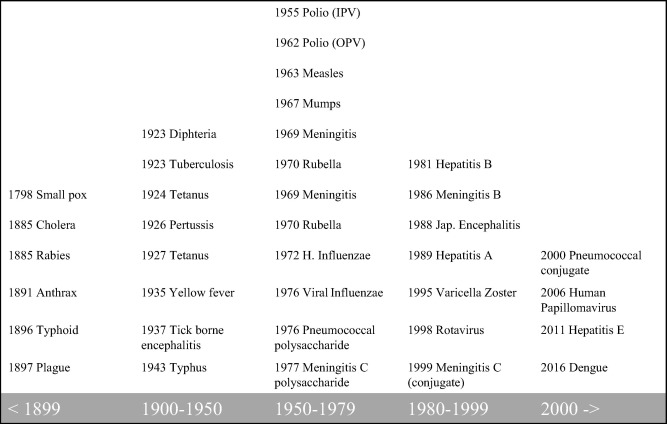 1955 Polio (IPV)
1962 Polio (OPV)
1963 Measles
1967 Mumps
1923 Diphteria
1969 Meningitis
1923 Tuberculosis
1970 Rubella
1981 Hepatitis B
1798 Small pox
1924 Tetanus
1969 Meningitis
1986 Meningitis B
1885 Cholera
1926 Pertussis
1970 Rubella
1988 Jap. Encephalitis
1885 Rabies
1927 Tetanus
1972 H. Influenzae
1989 Hepatitis A
2000 Pneumococcal
conjugate
1891 Anthrax
1935 Yellow fever
1976 Viral Influenzae
1995 Varicella Zoster
2006 Human
Papillomavirus
1896 Typhoid
1937 Tick borne
encephalitis
1976 Pneumococcal
polysaccharide
1998 Rotavirus
2011 Hepatitis E
1897 Plague
1943 Typhus
1977 Meningitis C
polysaccharide
1999 Meningitis C
(conjugate)
2016 Dengue
< 1899
1900-1950
1950-1979
1980-1999
2000 ->